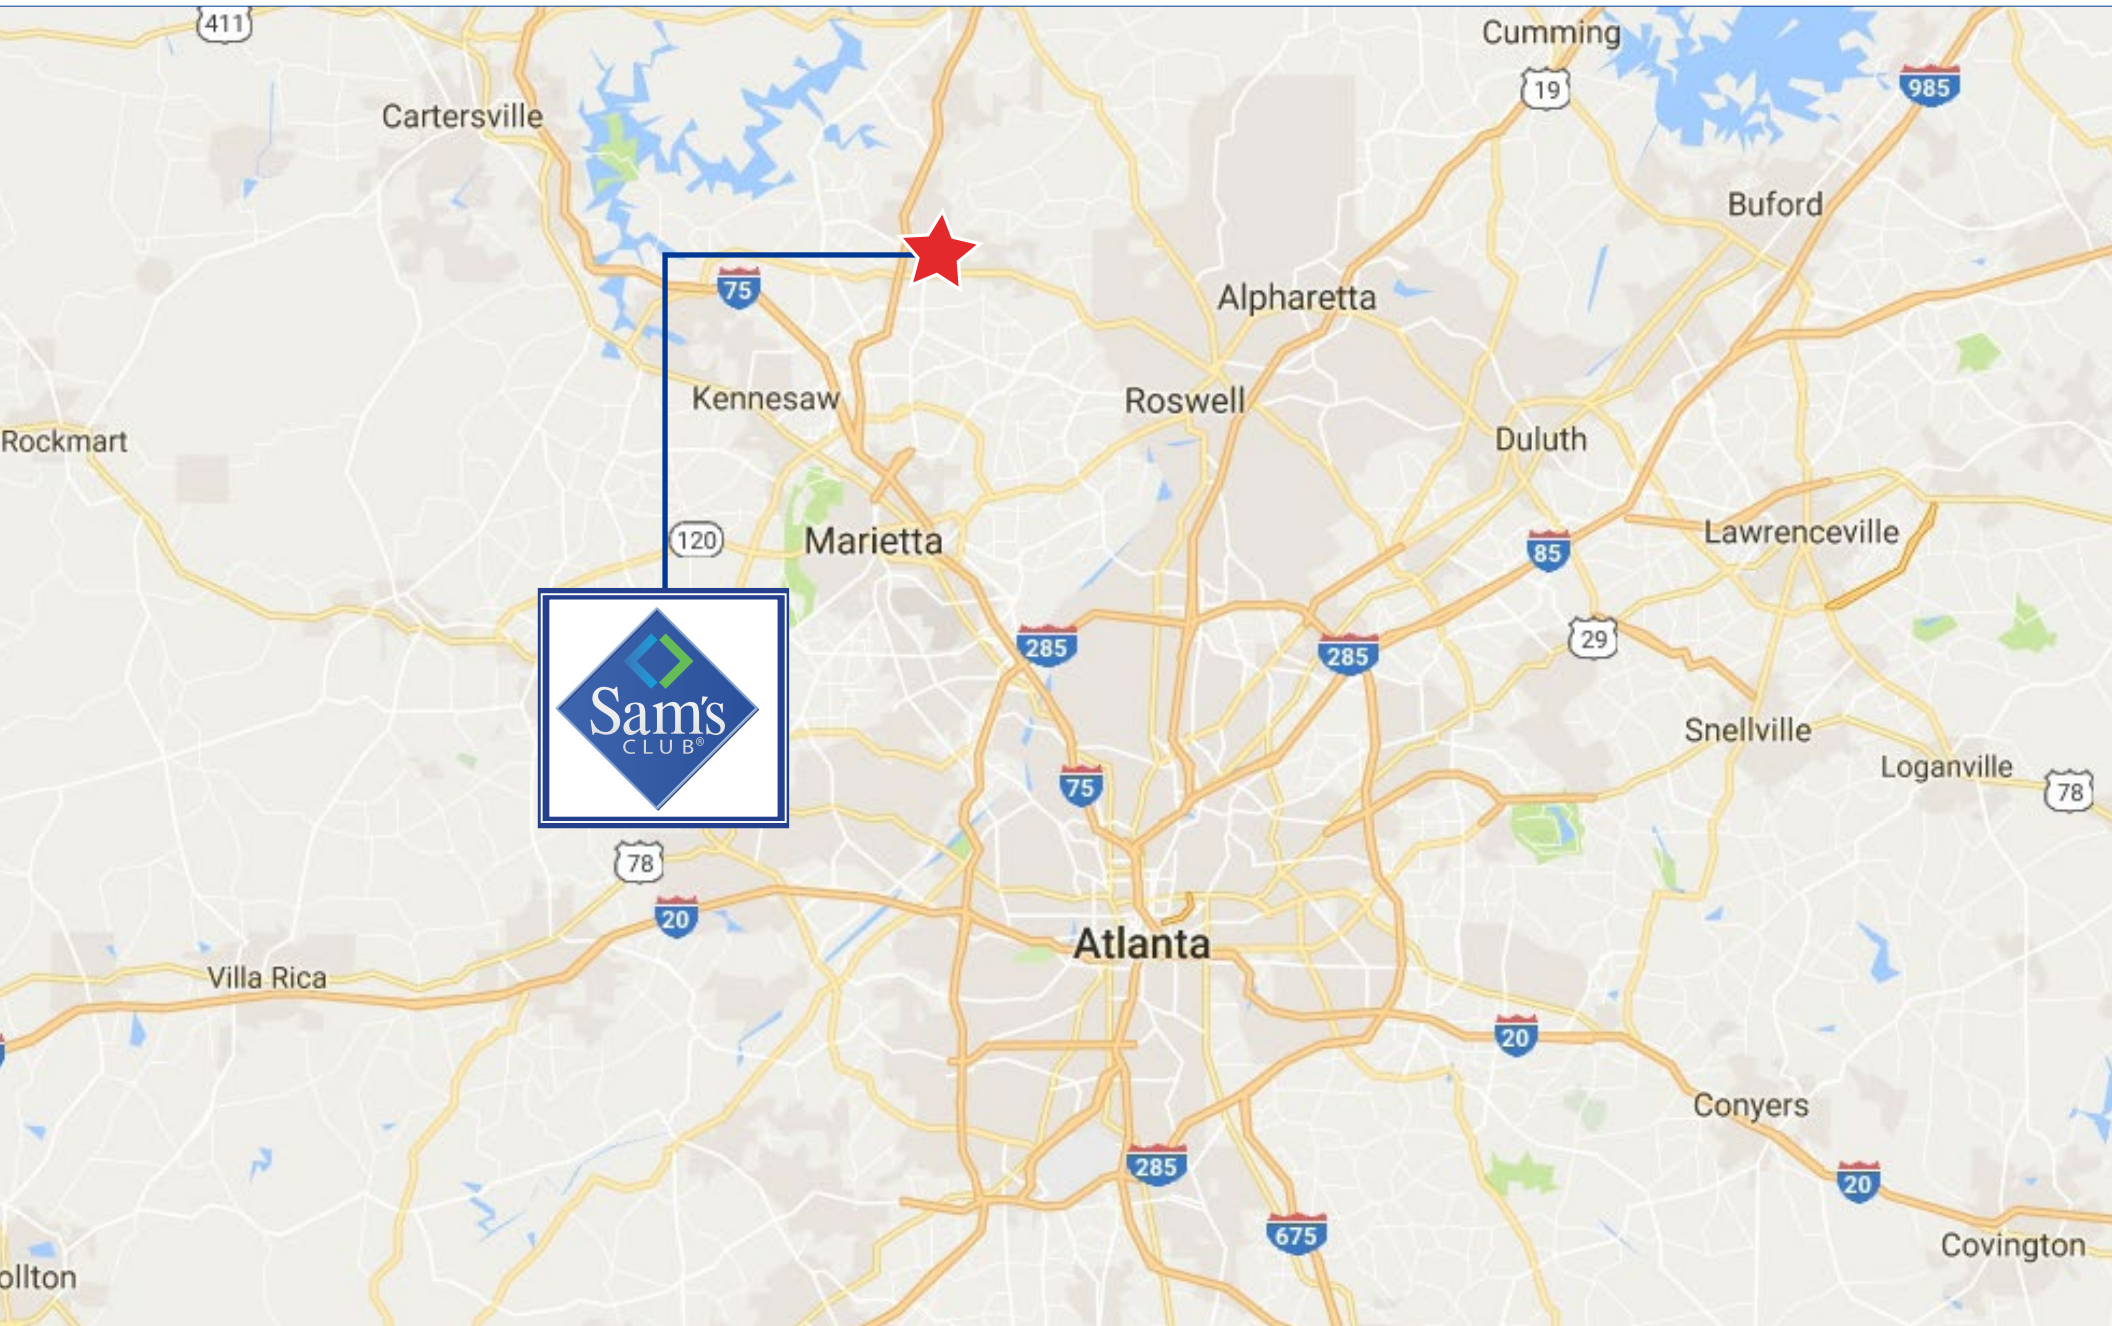 411
Cumming
19
985
Cartersville
Buford
75
Alpharetta
Kennesaw
Roswell
Rockmart
Duluth
120
Marietta
85
Lawrenceville
285
285
29
Sam's
CLUB®
Snellville
75
Loganville
78
78
20
Atlanta
Villa Rica
20
Conyers
285
20
675
Covington
ollton